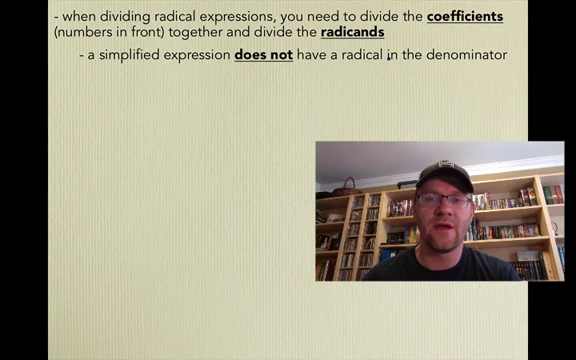 - when dividing radical expressions, you need to divide the coefficients
(numbers in front) together and divide the radicands
- a simplified expression does not have a radical in the denominator